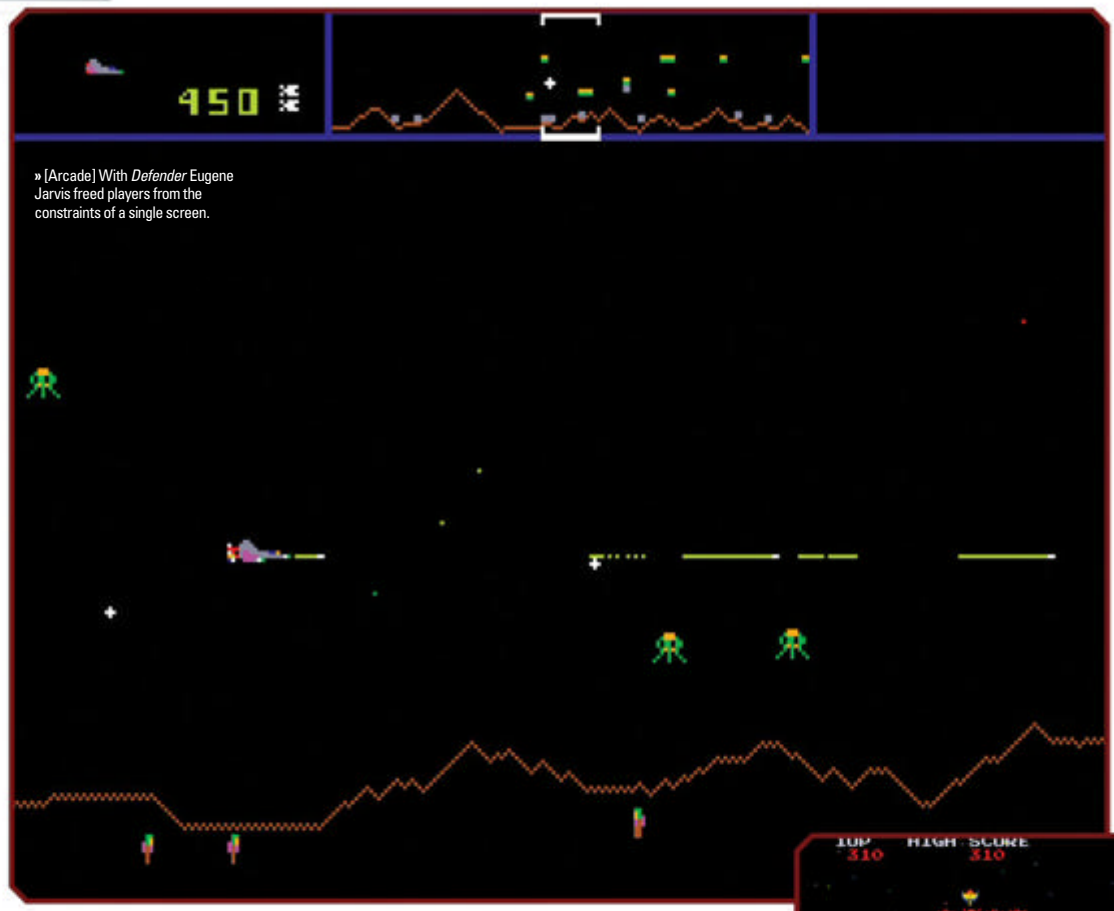 450
» [Arcade] With Defender Eugene
Jarvis freed players from the
constraints of a single screen.
1UP HIGH SCORE
310 310